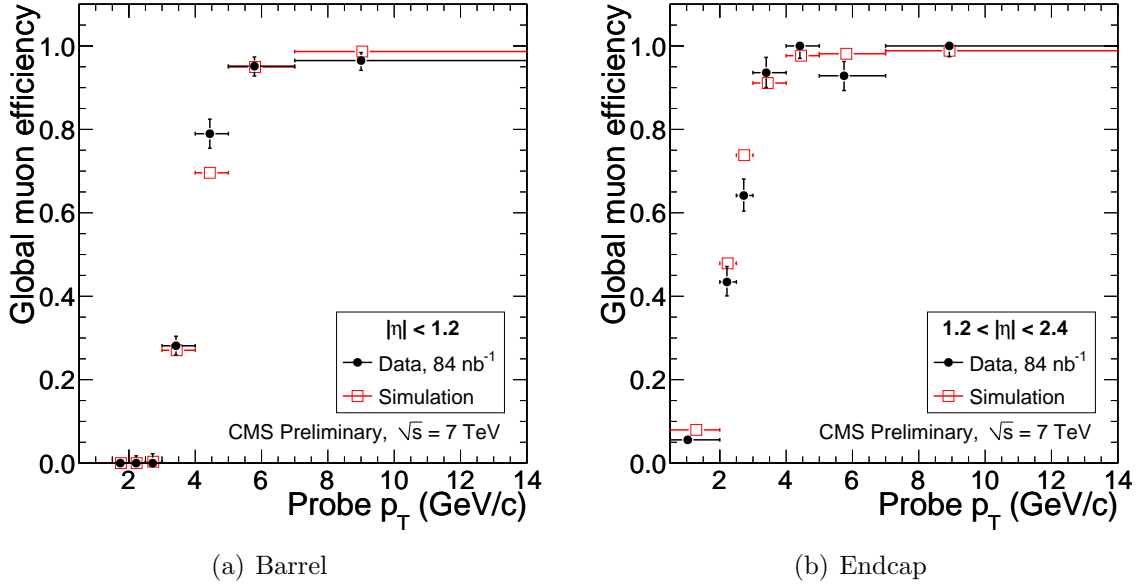 Global muon efficiency
1.0
0.8
0.6
0.4
0.2
0.0
|η| < 1.2
Data, 84 nb⁻¹
Simulation
CMS Preliminary, √s = 7 TeV
2 4 6 8 10 12 14
Probe p_T (GeV/c)
(a) Barrel
Global muon efficiency
1.0
0.8
0.6
0.4
0.2
0.0
1.2 < |η| < 2.4
Data, 84 nb⁻¹
Simulation
CMS Preliminary, √s = 7 TeV
2 4 6 8 10 12 14
Probe p_T (GeV/c)
(b) Endcap